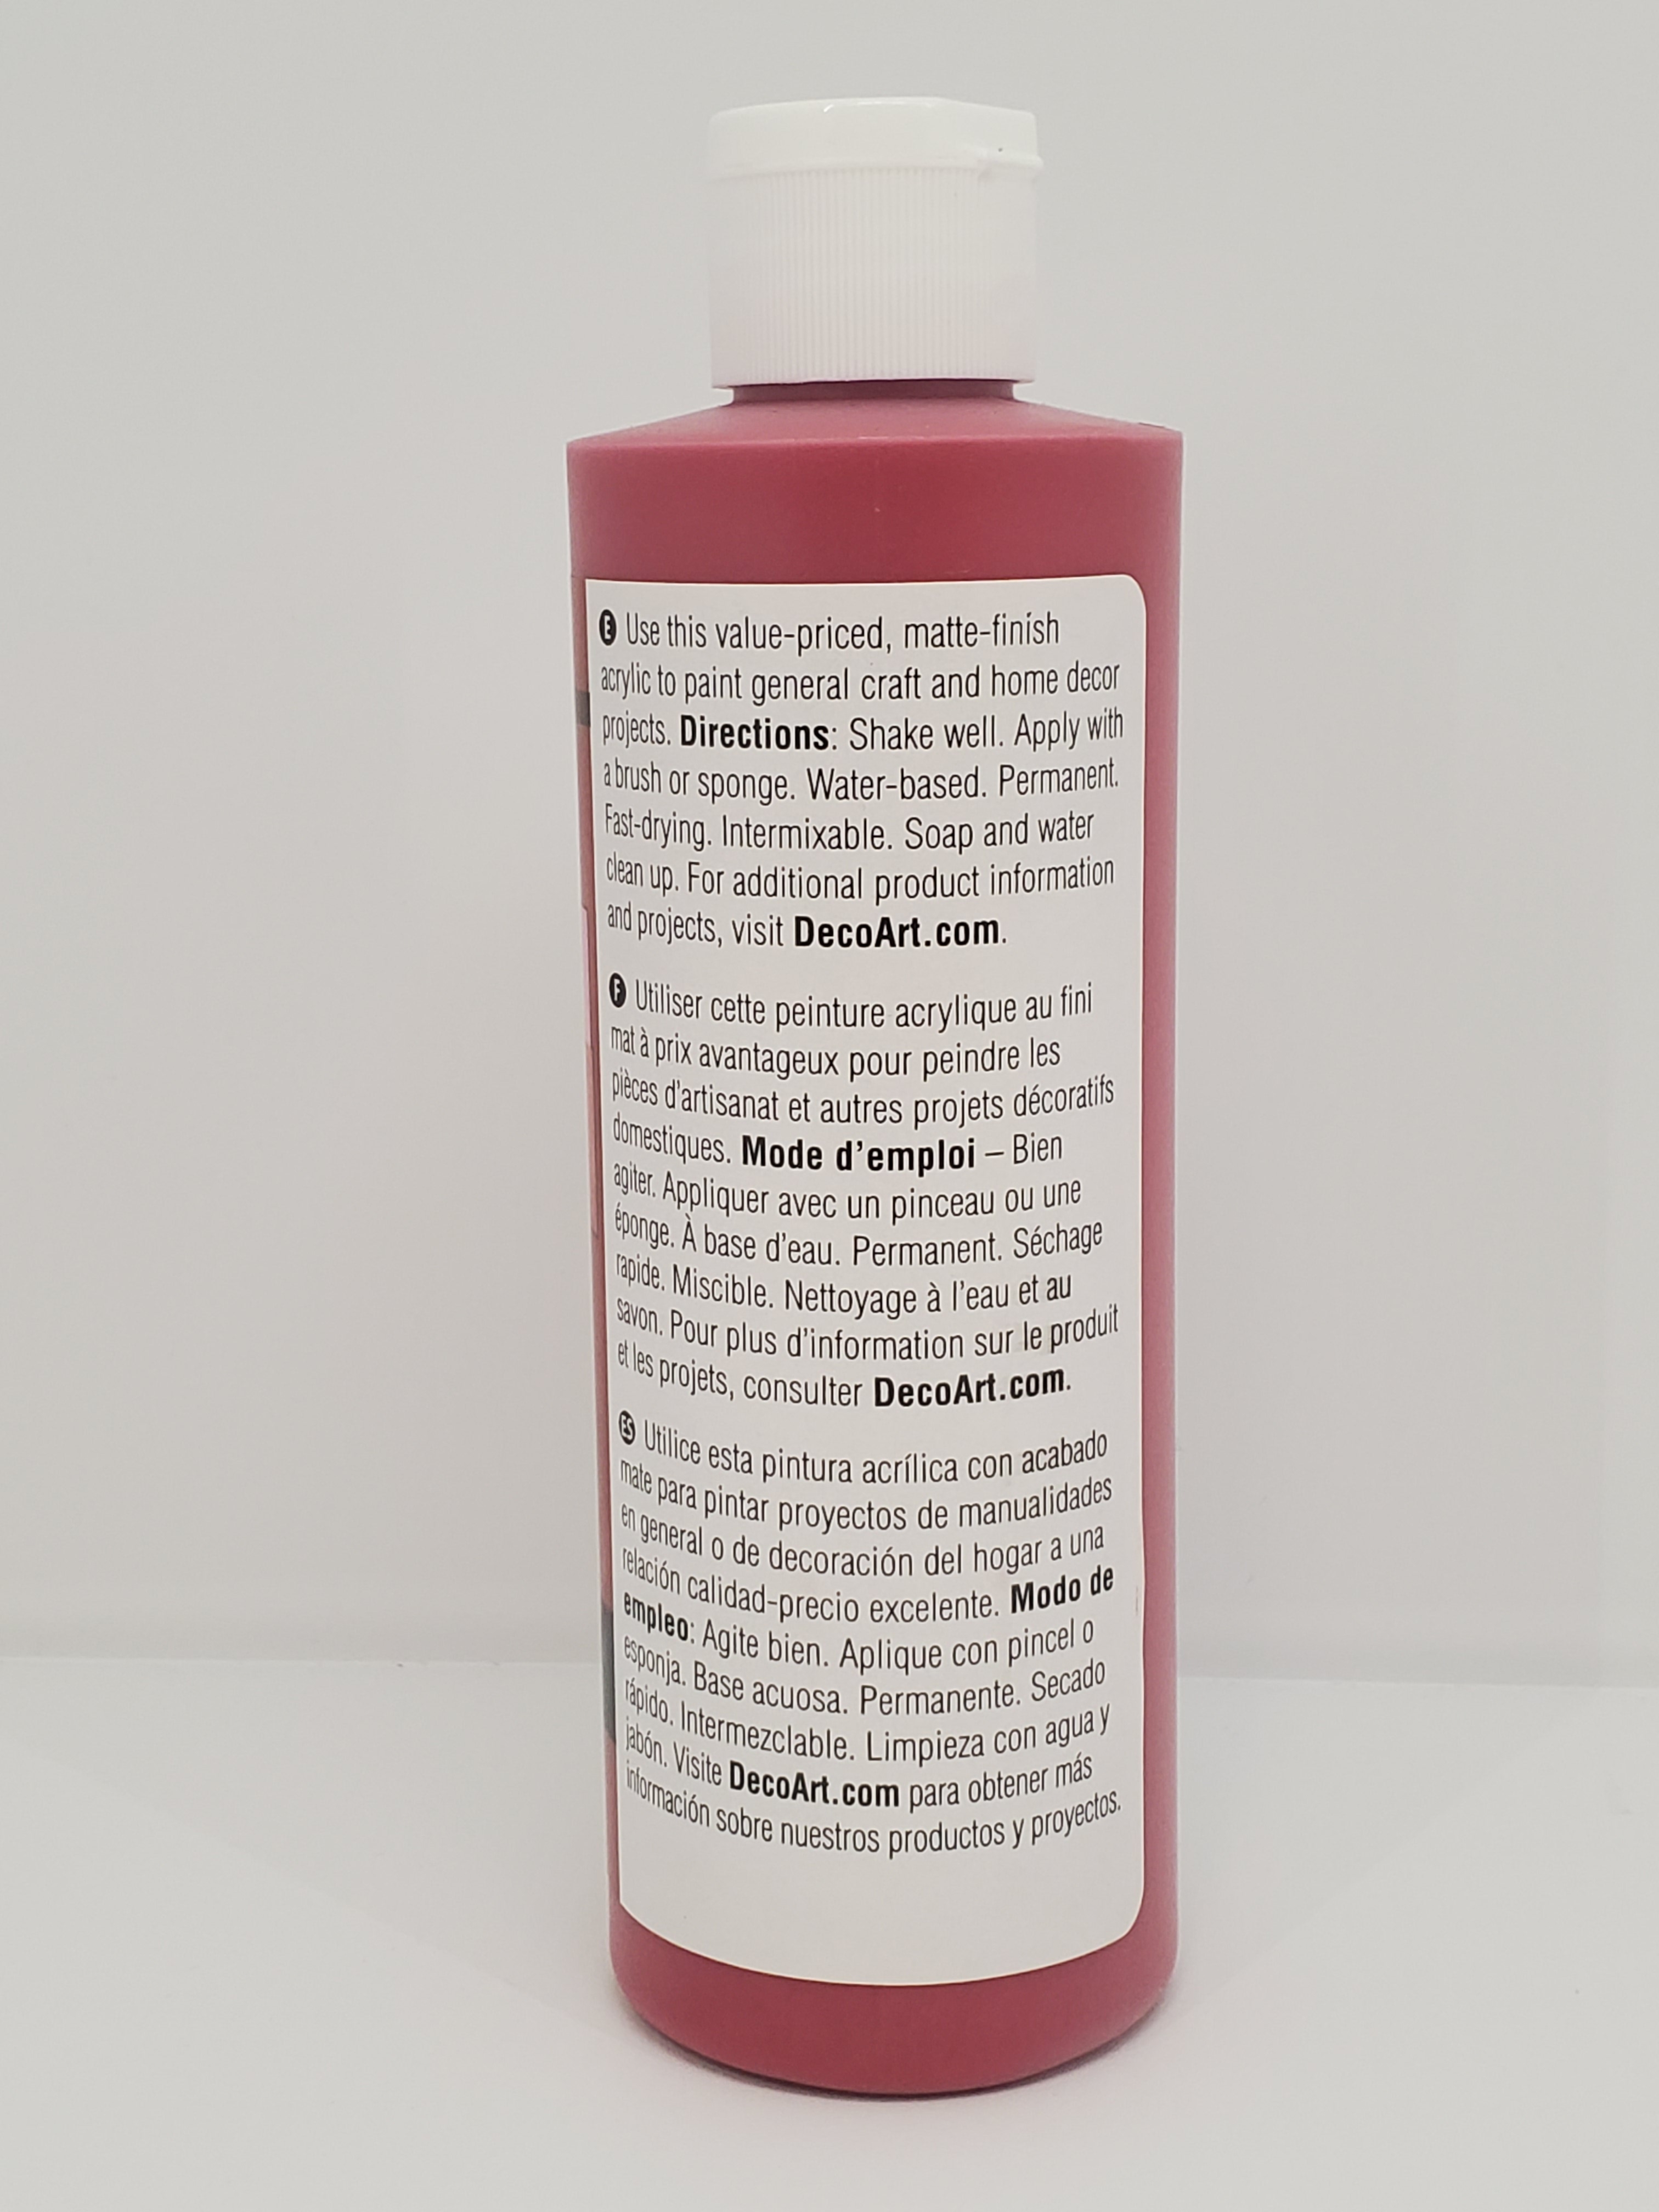 E Use this value-priced, matte-finish
acrylic to paint general craft and home decor
projects. Directions: Shake well. Apply with
a brush or sponge. Water-based. Permanent.
Fast-drying. Intermixable. Soap and water
clean up. For additional product information
and projects, visit DecoArt.com.
F Utiliser cette peinture acrylique au fini
mat à prix avantageux pour peindre les
pièces d'artisanat et autres projets décoratifs
domestiques. Mode d'emploi – Bien
agiter. Appliquer avec un pinceau ou une
éponge. À base d'eau. Permanent. Séchage
rapide. Miscible. Nettoyage à l'eau et au
savon. Pour plus d'information sur le produit
et les projets, consulter DecoArt.com.
ES Utilice esta pintura acrílica con acabado
mate para pintar proyectos de manualidades
en general o de decoración del hogar a una
relación calidad-precio excelente. Modo de
empleo: Agite bien. Aplique con pincel o
esponja. Base acuosa. Permanente. Secado
rápido. Intermezclable. Limpieza con agua y
jabón. Visite DecoArt.com para obtener más
información sobre nuestros productos y proyectos.